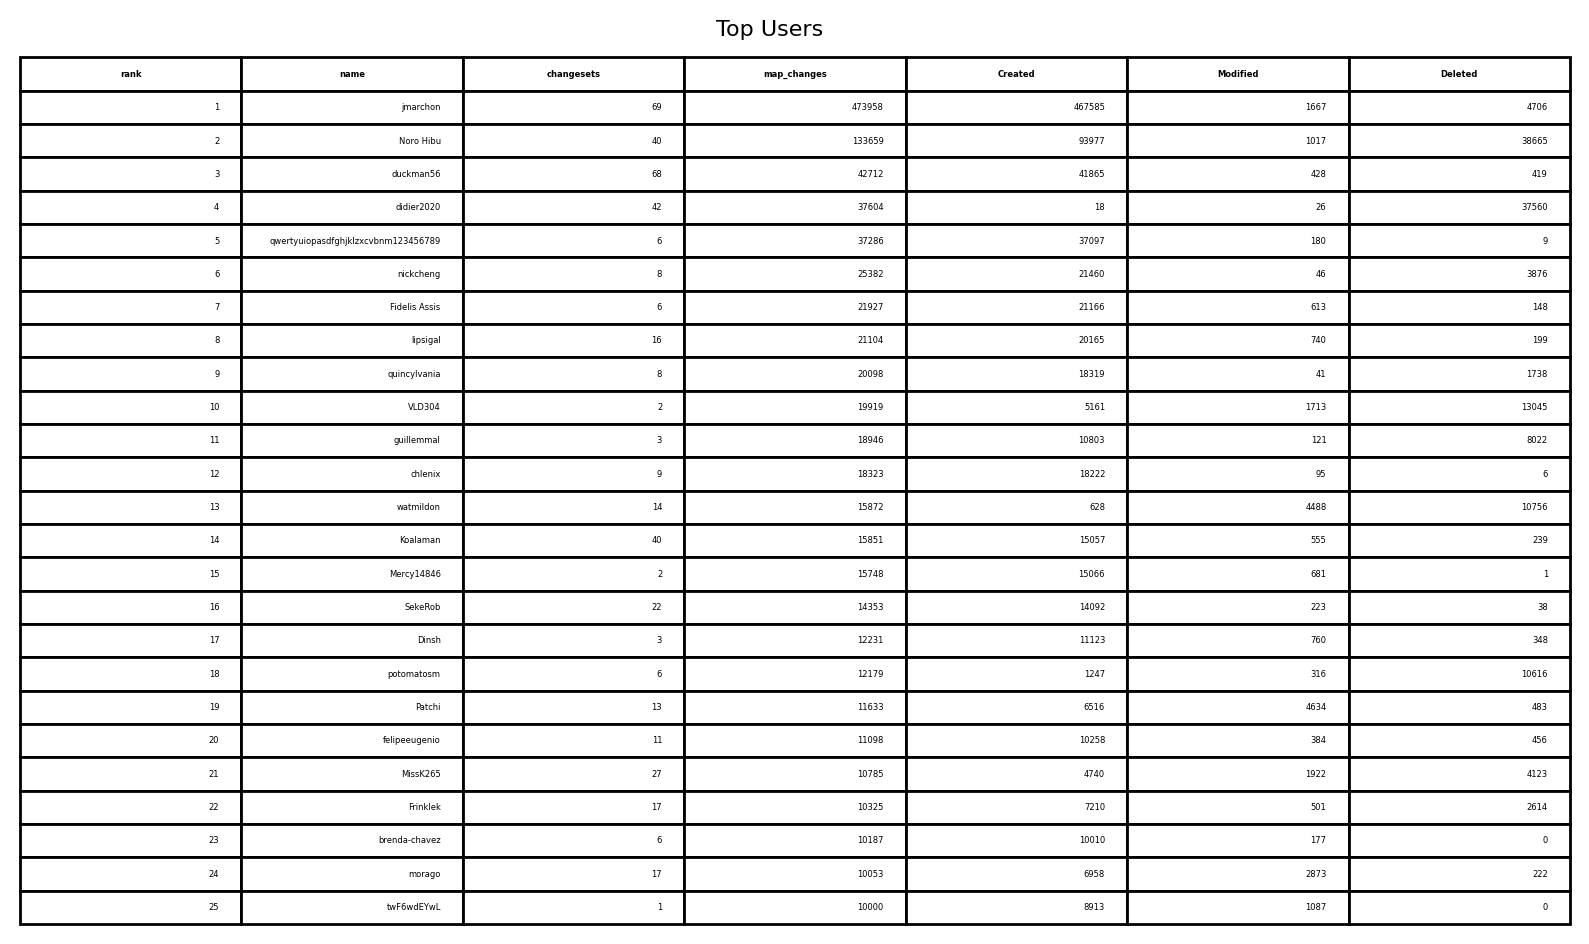 Top Users
rank name changesets map_changes Created Modified Deleted
1 jmarchon 69 473958 467585 1667 4706
2 Noro Hibu 40 133659 93977 1017 38665
3 duckman56 68 42712 41865 428 419
4 didier2020 42 37604 18 26 37560
5 qwertyuiopasdfghjklzxcvbnm123456789 6 37286 37097 180 9
6 nickcheng 8 25382 21460 46 3876
7 Fidelis Assis 6 21927 21166 613 148
8 lipsigal 16 21104 20165 740 199
9 quincylvania 8 20098 18319 41 1738
10 VLD304 2 19919 5161 1713 13045
11 guillemmal 3 18946 10803 121 8022
12 chlenix 9 18323 18222 95 6
13 watmildon 14 15872 628 4488 10756
14 Koalaman 40 15851 15057 555 239
15 Mercy14846 2 15748 15066 681 1
16 SekeRob 22 14353 14092 223 38
17 Dinsh 3 12231 11123 760 348
18 potomatosm 6 12179 1247 316 10616
19 Patchi 13 11633 6516 4634 483
20 felipeeugenio 11 11098 10258 384 456
21 MissK265 27 10785 4740 1922 4123
22 Frinklek 17 10325 7210 501 2614
23 brenda-chavez 6 10187 10010 177 0
24 morago 17 10053 6958 2873 222
25 twF6wdEYwL 1 10000 8913 1087 0